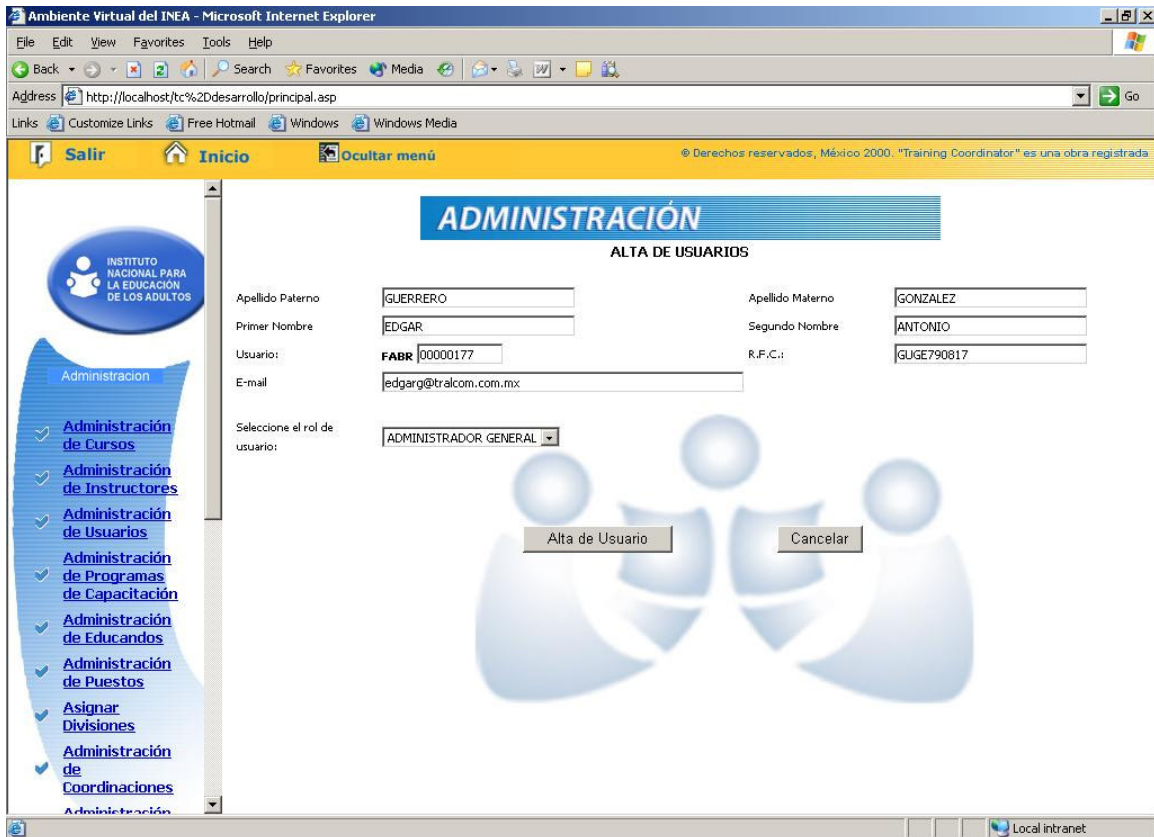 Ambiente Virtual del INEA - Microsoft Internet Explorer
File Edit View Favorites Tools Help
Back Search Favorites Media
Address http://localhost/tc%2Ddesarrollo/principal.asp Go
Links Customize Links Free Hotmail Windows Windows Media
Salir Inicio Ocultar menú ® Derechos reservados, México 2000. "Training Coordinator" es una obra registrada
INSTITUTO
NACIONAL PARA
LA EDUCACIÓN
DE LOS ADULTOS
Administracion
Administración
de Cursos
Administración
de Instructores
Administración
de Usuarios
Administración
de Programas
de Capacitación
Administración
de Educandos
Administración
de Puestos
Asignar
Divisiones
Administración
de
Coordinaciones
Administración
ADMINISTRACIÓN
ALTA DE USUARIOS
Apellido Paterno GUERRERO Apellido Materno GONZALEZ
Primer Nombre EDGAR Segundo Nombre ANTONIO
Usuario: FABR 00000177 R.F.C.: GUGE790817
E-mail edgarg@tralcom.com.mx
Seleccione el rol de
usuario: ADMINISTRADOR GENERAL
Alta de Usuario Cancelar
Local intranet